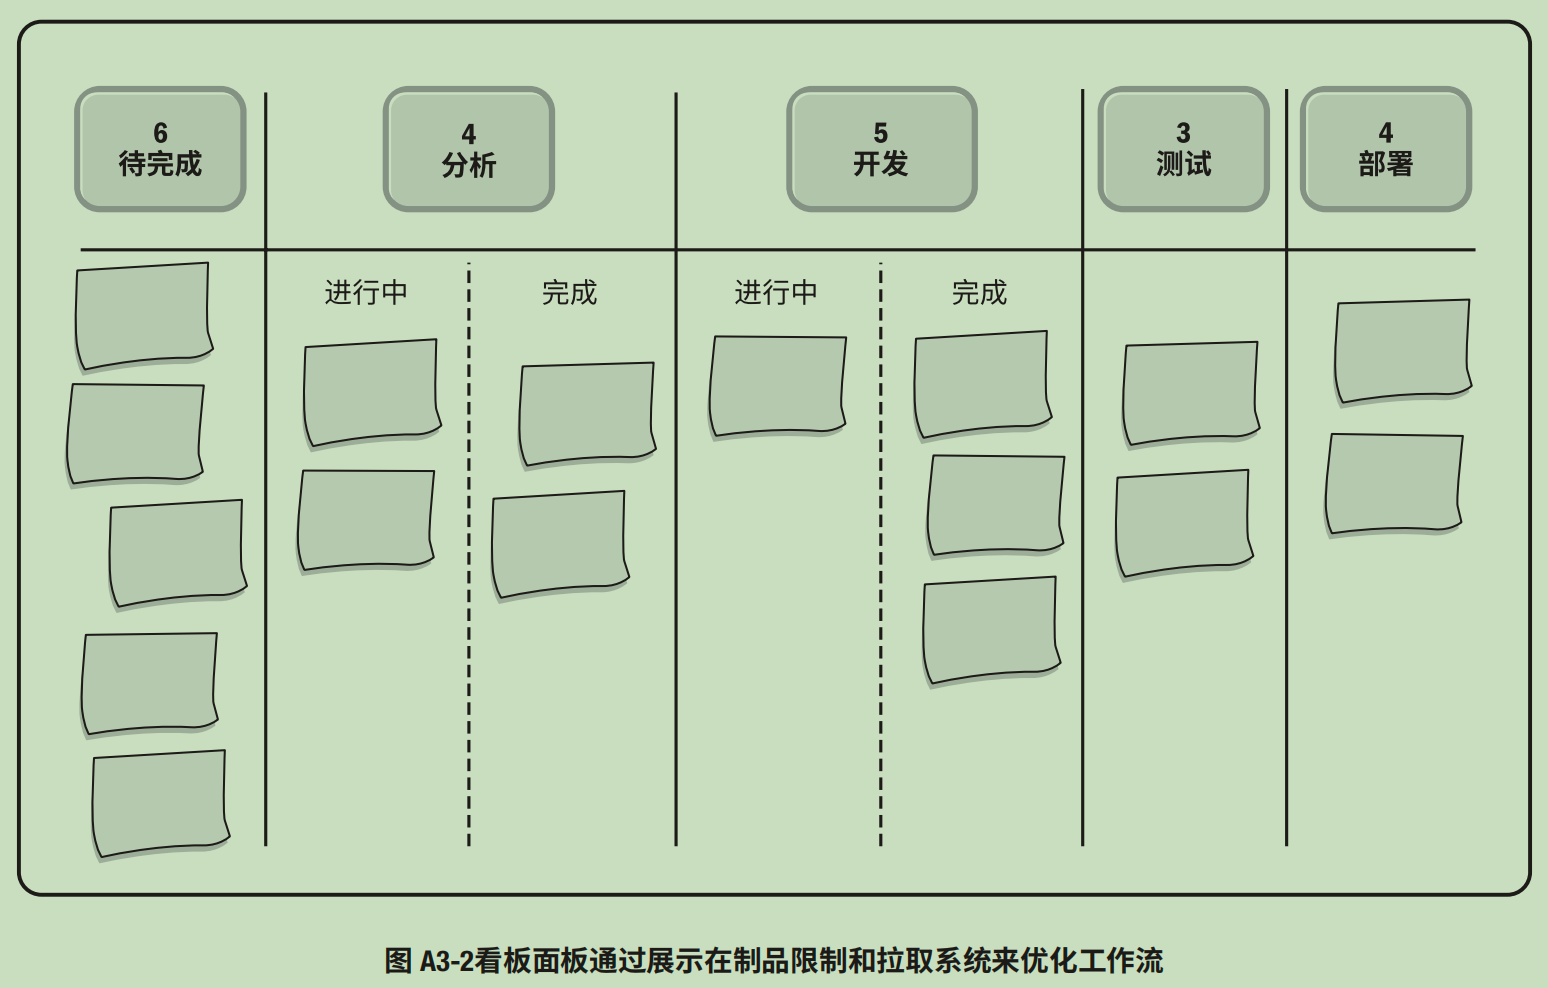 6
待完成
4
分析
5
开发
3
测试
4
部署
进行中
完成
进行中
完成
图 A3-2看板面板通过展示在制品限制和拉取系统来优化工作流